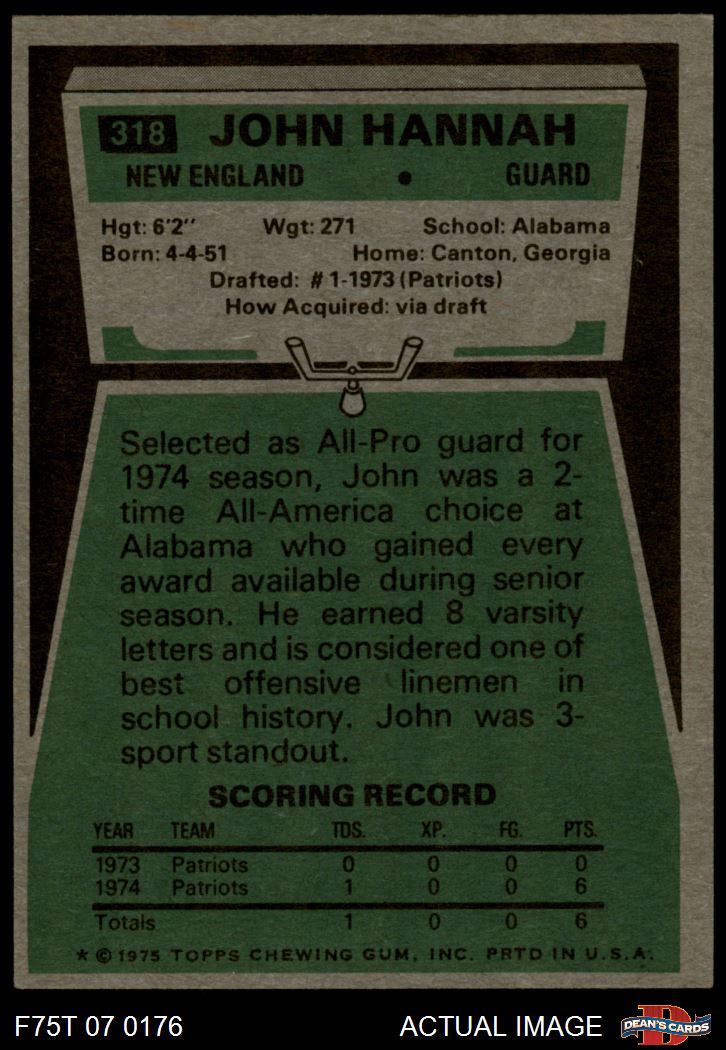 318 JOHN HANNAH
NEW ENGLAND • GUARD
Hgt: 6'2" Wgt: 271 School: Alabama
Born: 4-4-51 Home: Canton, Georgia
Drafted: #1-1973 (Patriots)
How Acquired: via draft
Selected as All-Pro guard for
1974 season, John was a 2-
time All-America choice at
Alabama who gained every
award available during senior
season. He earned 8 varsity
letters and is considered one of
best offensive linemen in
school history. John was 3-
sport standout.
SCORING RECORD
YEAR TEAM TDS. XP. FG. PTS.
1973 Patriots 0 0 0 0
1974 Patriots 1 0 0 6
Totals 1 0 0 6
* © 1975 TOPPS CHEWING GUM, INC. PRTD IN U.S.A.
F75T 07 0176 ACTUAL IMAGE D DEAN'S CARDS